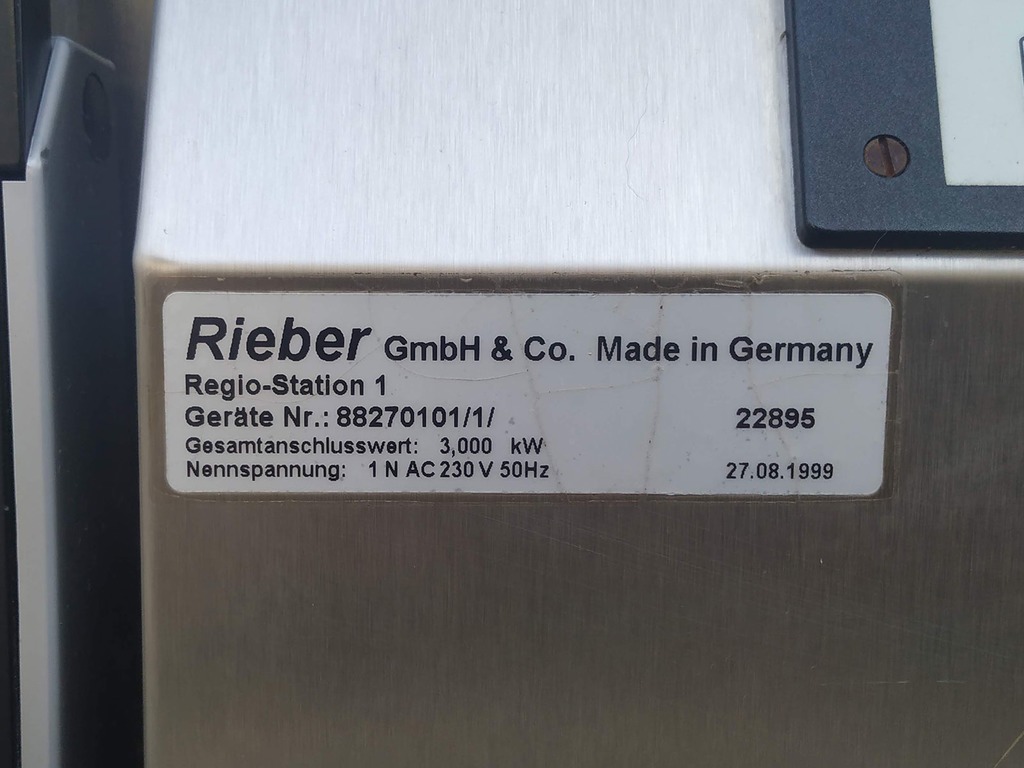 Rieber GmbH & Co. Made in Germany
Regio-Station 1
Geräte Nr.: 88270101/1/ 22895
Gesamtanschlusswert: 3,000 kW
Nennspannung: 1 N AC 230 V 50Hz 27.08.1999